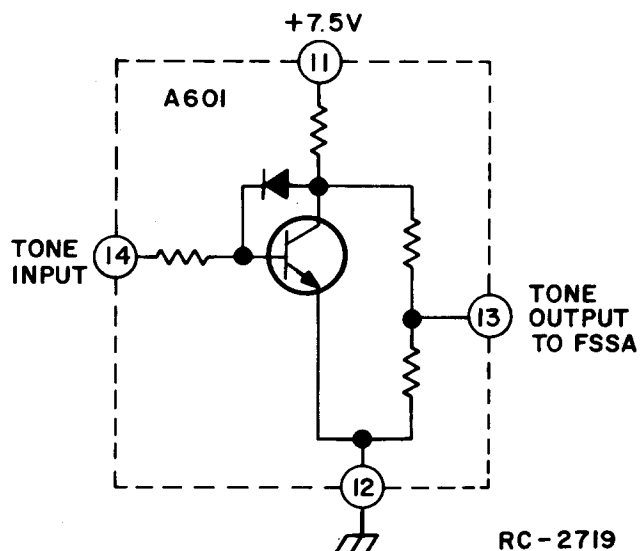 +7.5V
11
A601
14
TONE
INPUT
13
TONE
OUTPUT
TO FSSA
12
RC-2719